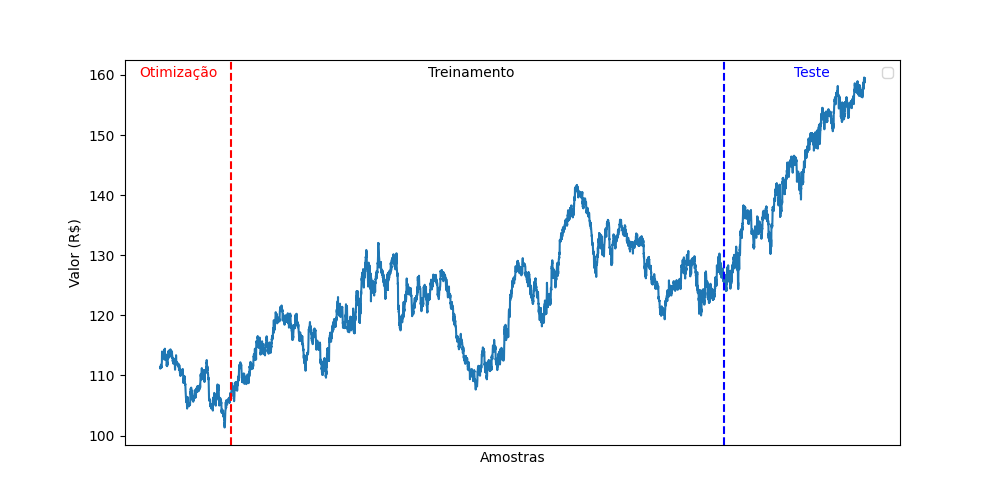 Otimização
Treinamento
Teste
160
150
140
130
120
110
100
Valor (R$)
Amostras